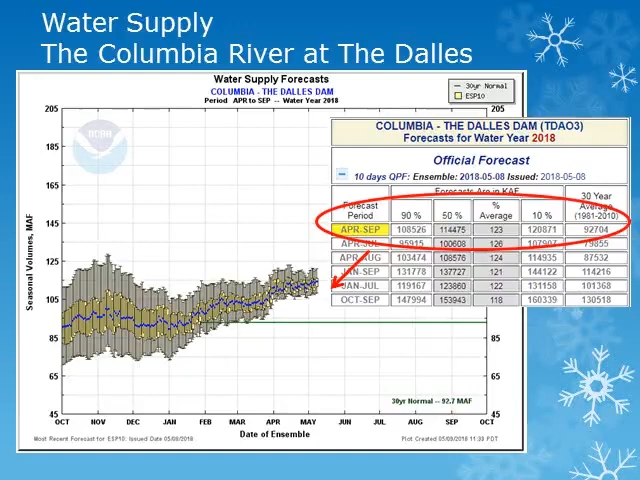 Water Supply
The Columbia River at The Dalles
Water Supply Forecasts
COLUMBIA - THE DALLES DAM
Period APR to SEP -- Water Year 2018
30yr Normal
ESP10
205 205
185
165
145
125
105
85 85
65 65
45 45
Seasonal Volumes, MAF
OCT NOV DEC JAN FEB MAR APR MAY JUN JUL AUG SEP OCT
Date of Ensemble
30yr Normal -- 92.7 MAF
Most Recent Forecast for ESP10: Issued Date 05/08/2018
Plot Created 05/09/2018 11:33 PDT
COLUMBIA - THE DALLES DAM (TDAO3)
Forecasts for Water Year 2018
Official Forecast
10 days QPF: Ensemble: 2018-05-08 Issued: 2018-05-08
Forecasts Are in KAF
Forecast Period 90 % 50 % % Average 10 % 30 Year Average (1981-2010)
APR-SEP 108526 114475 123 120871 92704
APR-JUL 95915 100608 126 107907 79855
APR-AUG 103474 108576 124 114935 87532
JAN-SEP 131778 137727 121 144122 114216
JAN-JUL 119167 123860 122 131158 101368
OCT-SEP 147994 153943 118 160339 130518